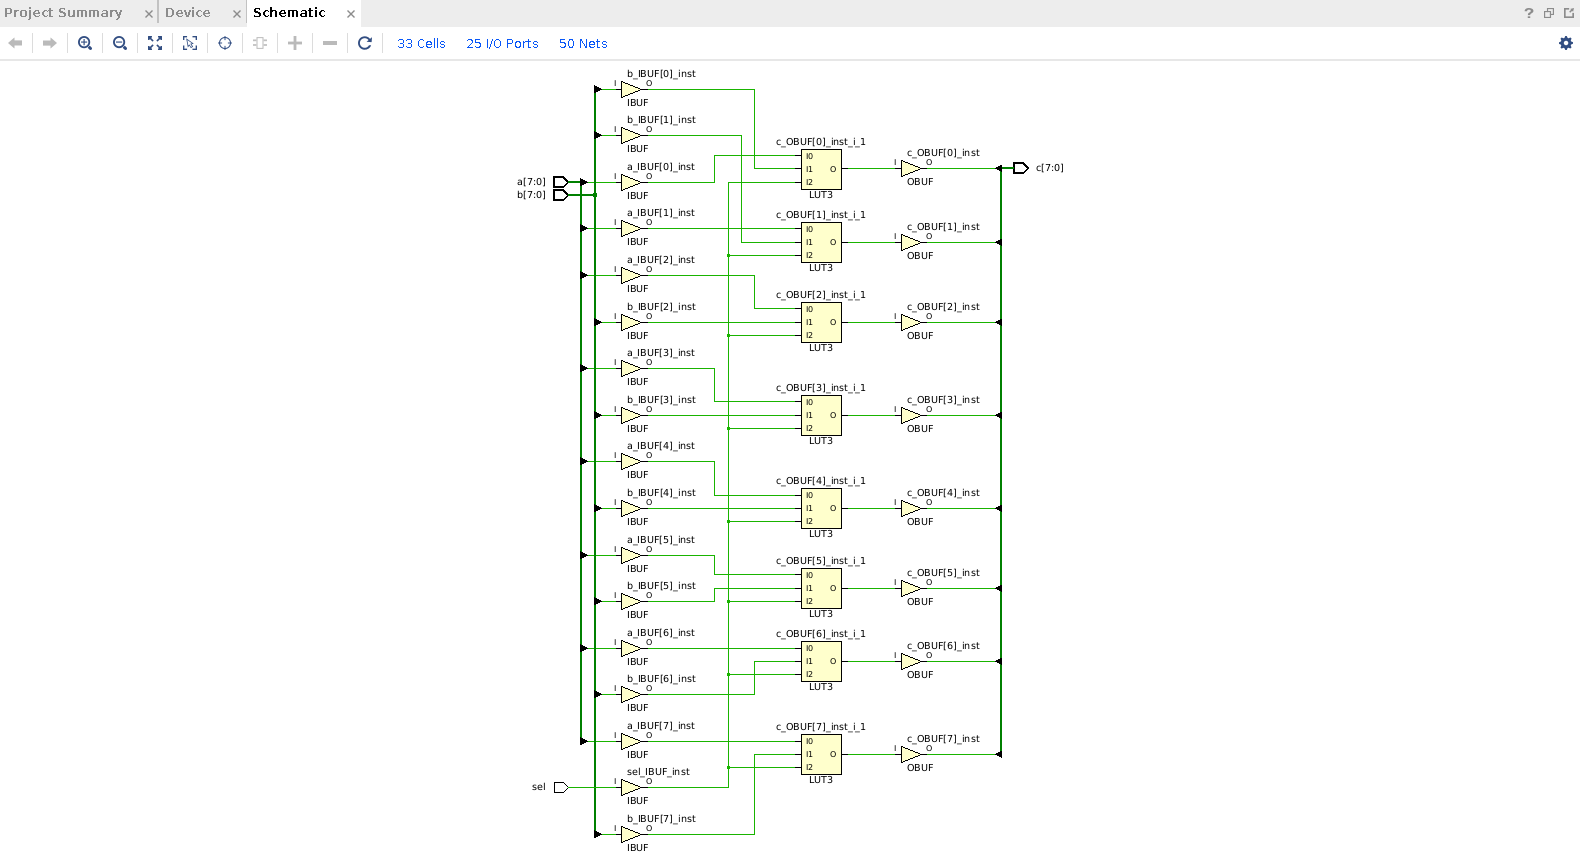 Project Summary × Device × Schematic ×
33 Cells 25 I/O Ports 50 Nets
b_IBUF[0]_inst
I O
IBUF
b_IBUF[1]_inst
I O
IBUF
a_IBUF[0]_inst
I O
IBUF
a[7:0]
b[7:0]
a_IBUF[1]_inst
I O
IBUF
a_IBUF[2]_inst
I O
IBUF
b_IBUF[2]_inst
I O
IBUF
a_IBUF[3]_inst
I O
IBUF
b_IBUF[3]_inst
I O
IBUF
a_IBUF[4]_inst
I O
IBUF
b_IBUF[4]_inst
I O
IBUF
a_IBUF[5]_inst
I O
IBUF
b_IBUF[5]_inst
I O
IBUF
a_IBUF[6]_inst
I O
IBUF
b_IBUF[6]_inst
I O
IBUF
a_IBUF[7]_inst
I O
IBUF
sel_IBUF_inst
sel
I O
IBUF
b_IBUF[7]_inst
I O
IBUF
c_OBUF[0]_inst_i_1
I0
I1 O
I2
LUT3
c_OBUF[1]_inst_i_1
I0
I1 O
I2
LUT3
c_OBUF[2]_inst_i_1
I0
I1 O
I2
LUT3
c_OBUF[3]_inst_i_1
I0
I1 O
I2
LUT3
c_OBUF[4]_inst_i_1
I0
I1 O
I2
LUT3
c_OBUF[5]_inst_i_1
I0
I1 O
I2
LUT3
c_OBUF[6]_inst_i_1
I0
I1 O
I2
LUT3
c_OBUF[7]_inst_i_1
I0
I1 O
I2
LUT3
c_OBUF[0]_inst
I O
OBUF
c[7:0]
c_OBUF[1]_inst
I O
OBUF
c_OBUF[2]_inst
I O
OBUF
c_OBUF[3]_inst
I O
OBUF
c_OBUF[4]_inst
I O
OBUF
c_OBUF[5]_inst
I O
OBUF
c_OBUF[6]_inst
I O
OBUF
c_OBUF[7]_inst
I O
OBUF